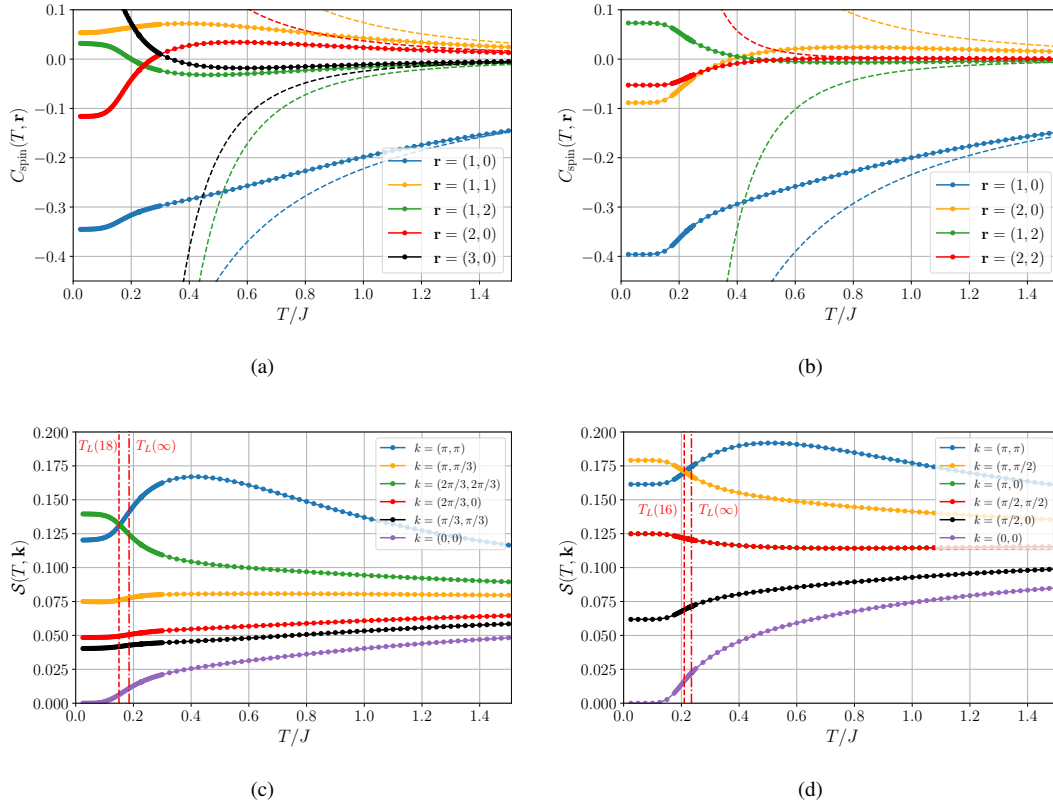 0.1
0.0
−0.1
−0.2
−0.3
−0.4
C_spin(T, r)
r = (1, 0)
r = (1, 1)
r = (1, 2)
r = (2, 0)
r = (3, 0)
0.0 0.2 0.4 0.6 0.8 1.0 1.2 1.4
T/J
(a)
0.1
0.0
−0.1
−0.2
−0.3
−0.4
C_spin(T, r)
r = (1, 0)
r = (2, 0)
r = (1, 2)
r = (2, 2)
0.0 0.2 0.4 0.6 0.8 1.0 1.2 1.4
T/J
(b)
0.200
0.175
0.150
0.125
0.100
0.075
0.050
0.025
0.000
S(T, k)
T_L(18)
T_L(∞)
k = (π, π)
k = (π, π/3)
k = (2π/3, 2π/3)
k = (2π/3, 0)
k = (π/3, π/3)
k = (0, 0)
0.0 0.2 0.4 0.6 0.8 1.0 1.2 1.4
T/J
(c)
0.200
0.175
0.150
0.125
0.100
0.075
0.050
0.025
0.000
S(T, k)
k = (π, π)
k = (π, π/2)
k = (π, 0)
k = (π/2, π/2)
k = (π/2, 0)
k = (0, 0)
T_L(16)
T_L(∞)
0.0 0.2 0.4 0.6 0.8 1.0 1.2 1.4
T/J
(d)